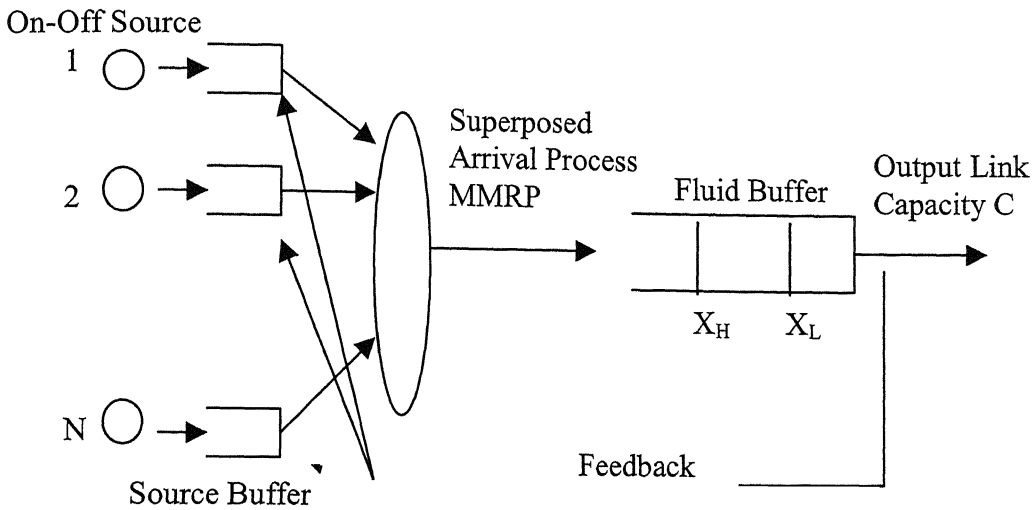 On-Off Source
1
2
N
Source Buffer
Superposed
Arrival Process
MMRP
Fluid Buffer
X_H
X_L
Output Link
Capacity C
Feedback